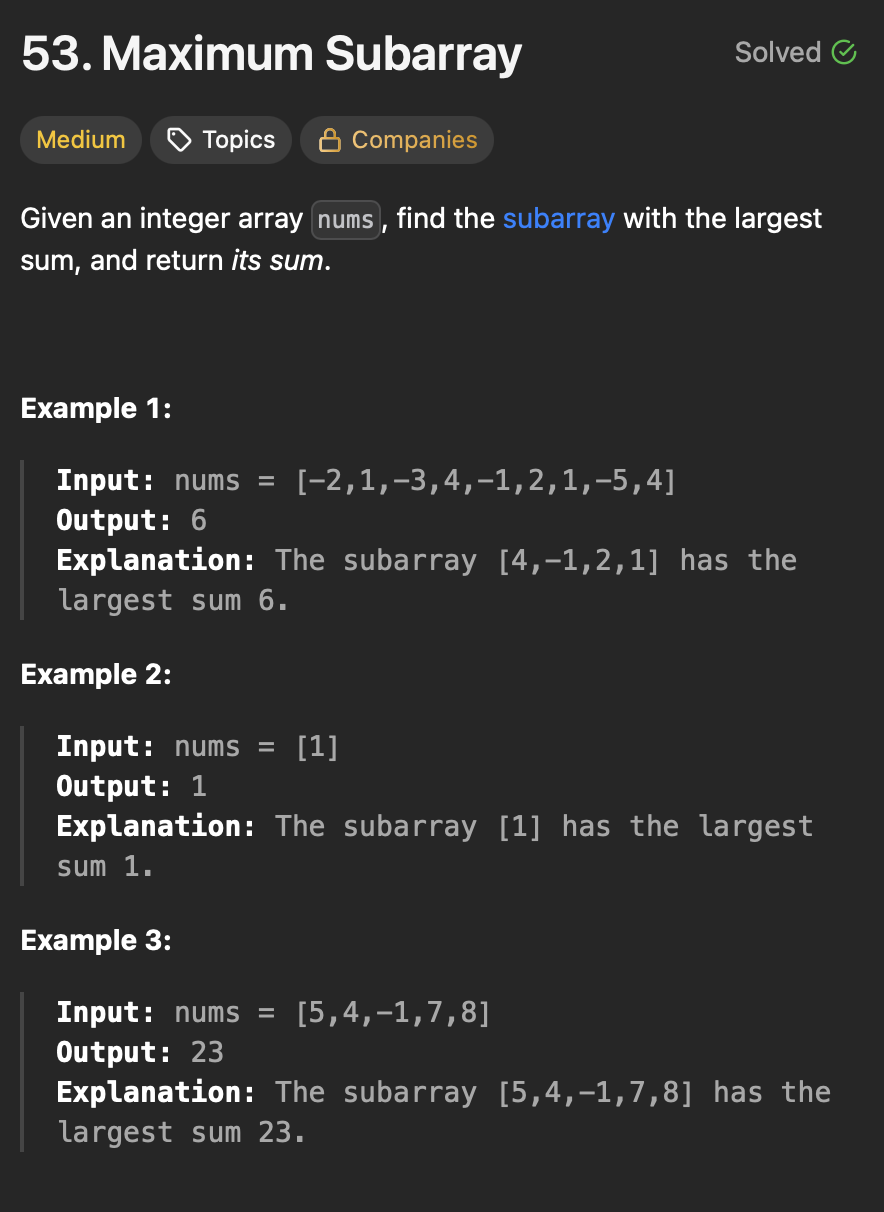 53. Maximum Subarray
Solved
Medium
Topics
Companies
Given an integer array nums, find the subarray with the largest
sum, and return its sum.
Example 1:
Input: nums = [-2,1,-3,4,-1,2,1,-5,4]
Output: 6
Explanation: The subarray [4,-1,2,1] has the
largest sum 6.
Example 2:
Input: nums = [1]
Output: 1
Explanation: The subarray [1] has the largest
sum 1.
Example 3:
Input: nums = [5,4,-1,7,8]
Output: 23
Explanation: The subarray [5,4,-1,7,8] has the
largest sum 23.